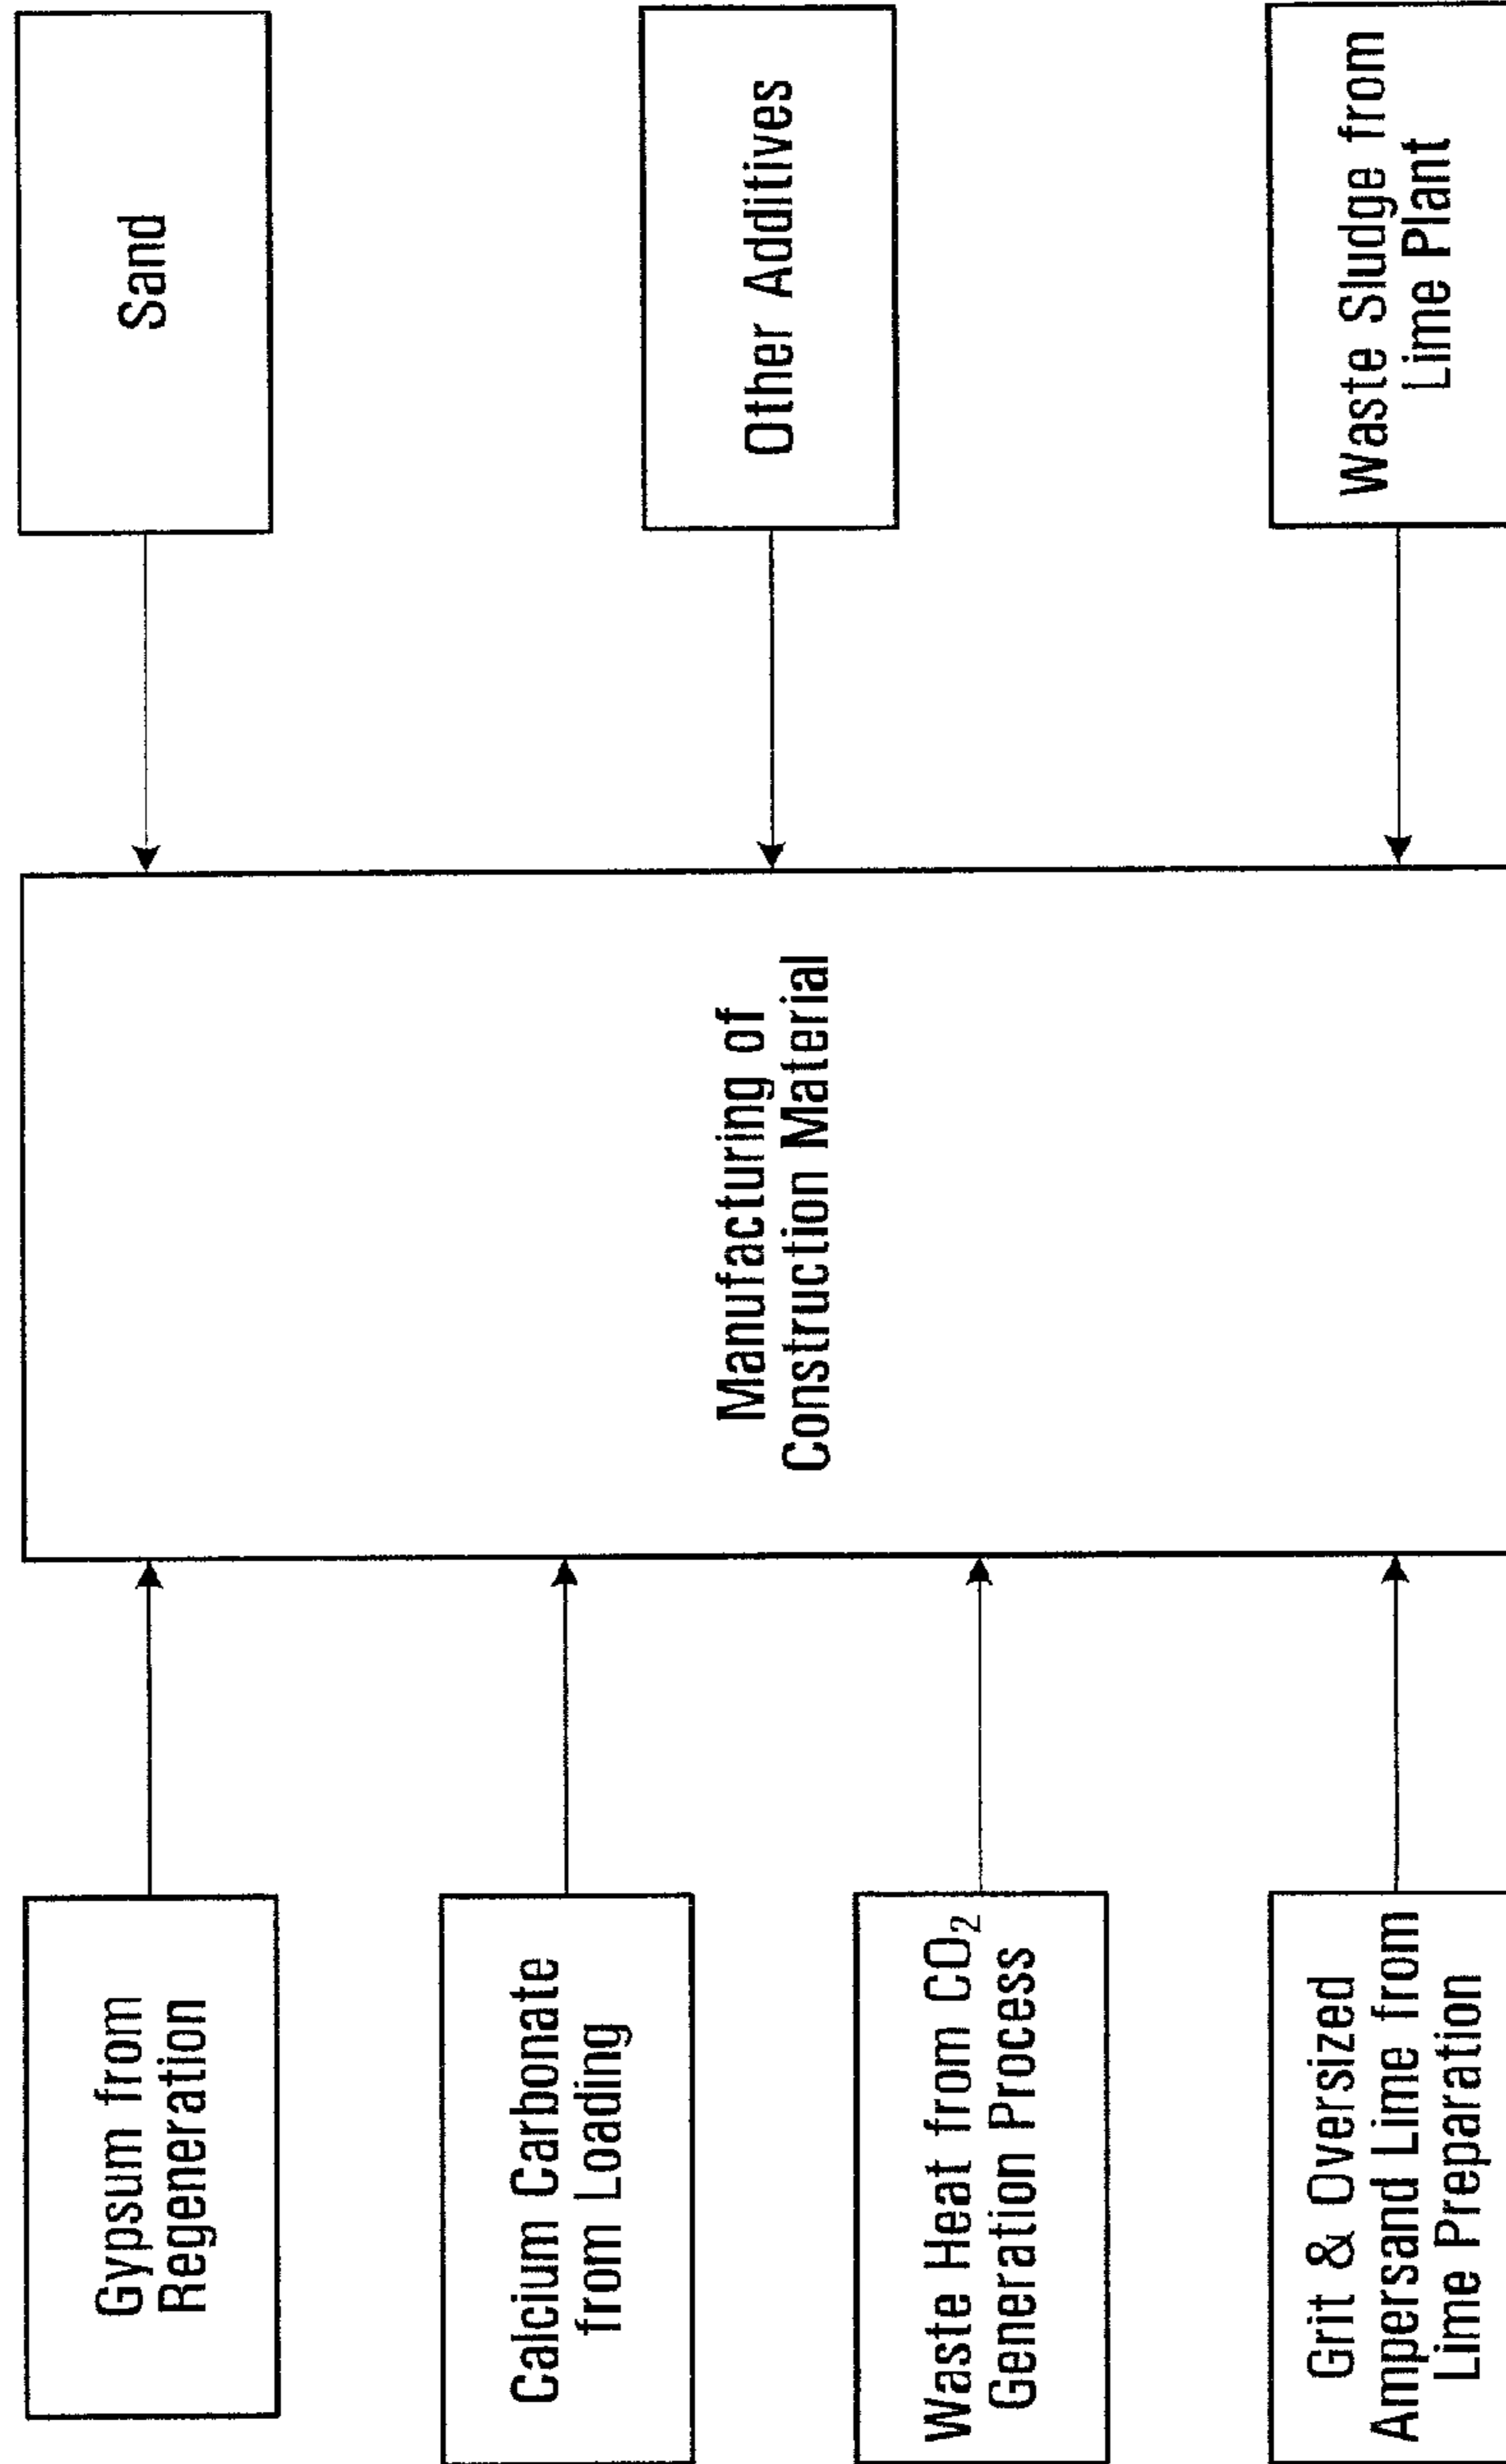 Gypsum from
Regeneration
Calcium Carbonate
from Loading
Waste Heat from CO₂
Generation Process
Grit & Oversized
Ampersand Lime from
Lime Preparation
Manufacturing of
Construction Material
Sand
Other Additives
Waste Sludge from
Lime Plant